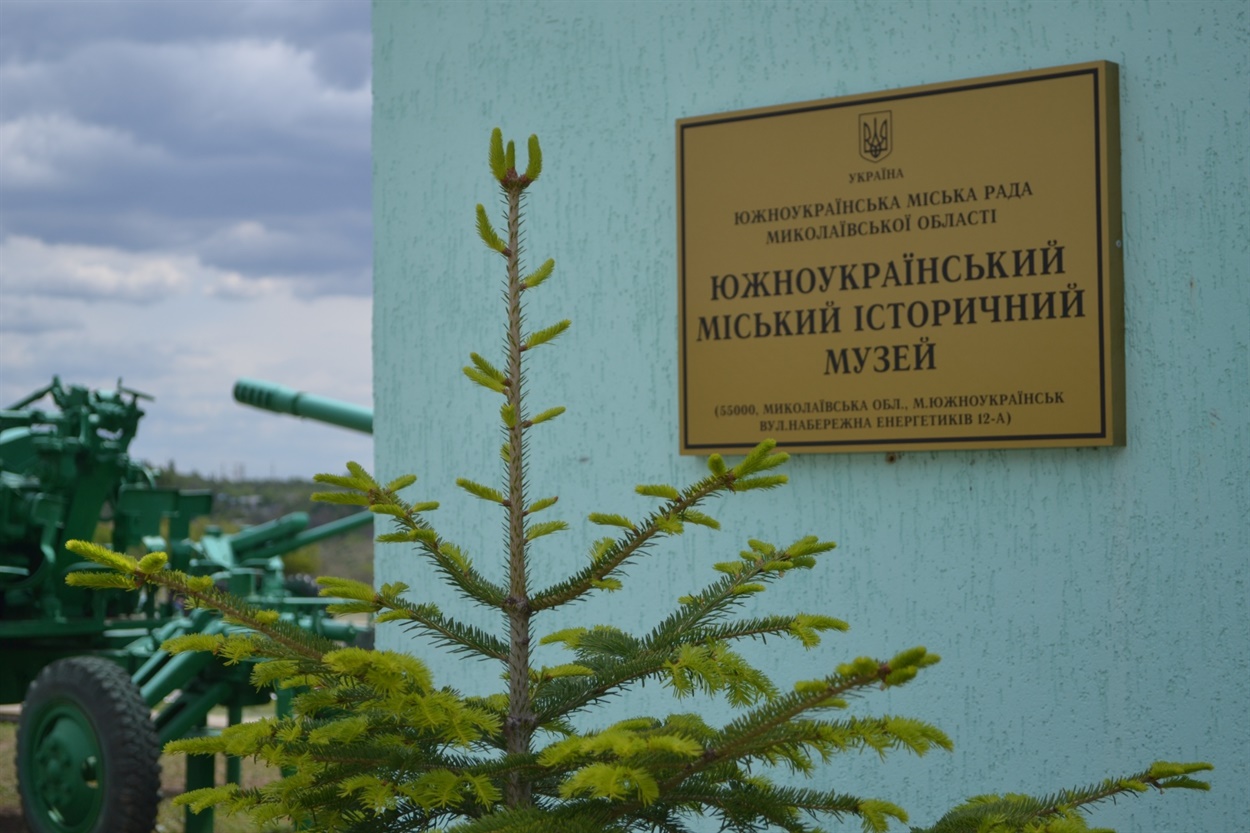 УКРАЇНА
ЮЖНОУКРАЇНСЬКА МІСЬКА РАДА
МИКОЛАЇВСЬКОЇ ОБЛАСТІ
ЮЖНОУКРАЇНСЬКИЙ
МІСЬКИЙ ІСТОРИЧНИЙ
МУЗЕЙ
(55000, МИКОЛАЇВСЬКА ОБЛ., М.ЮЖНОУКРАЇНСЬК
ВУЛ.НАБЕРЕЖНА ЕНЕРГЕТИКІВ 12-А)